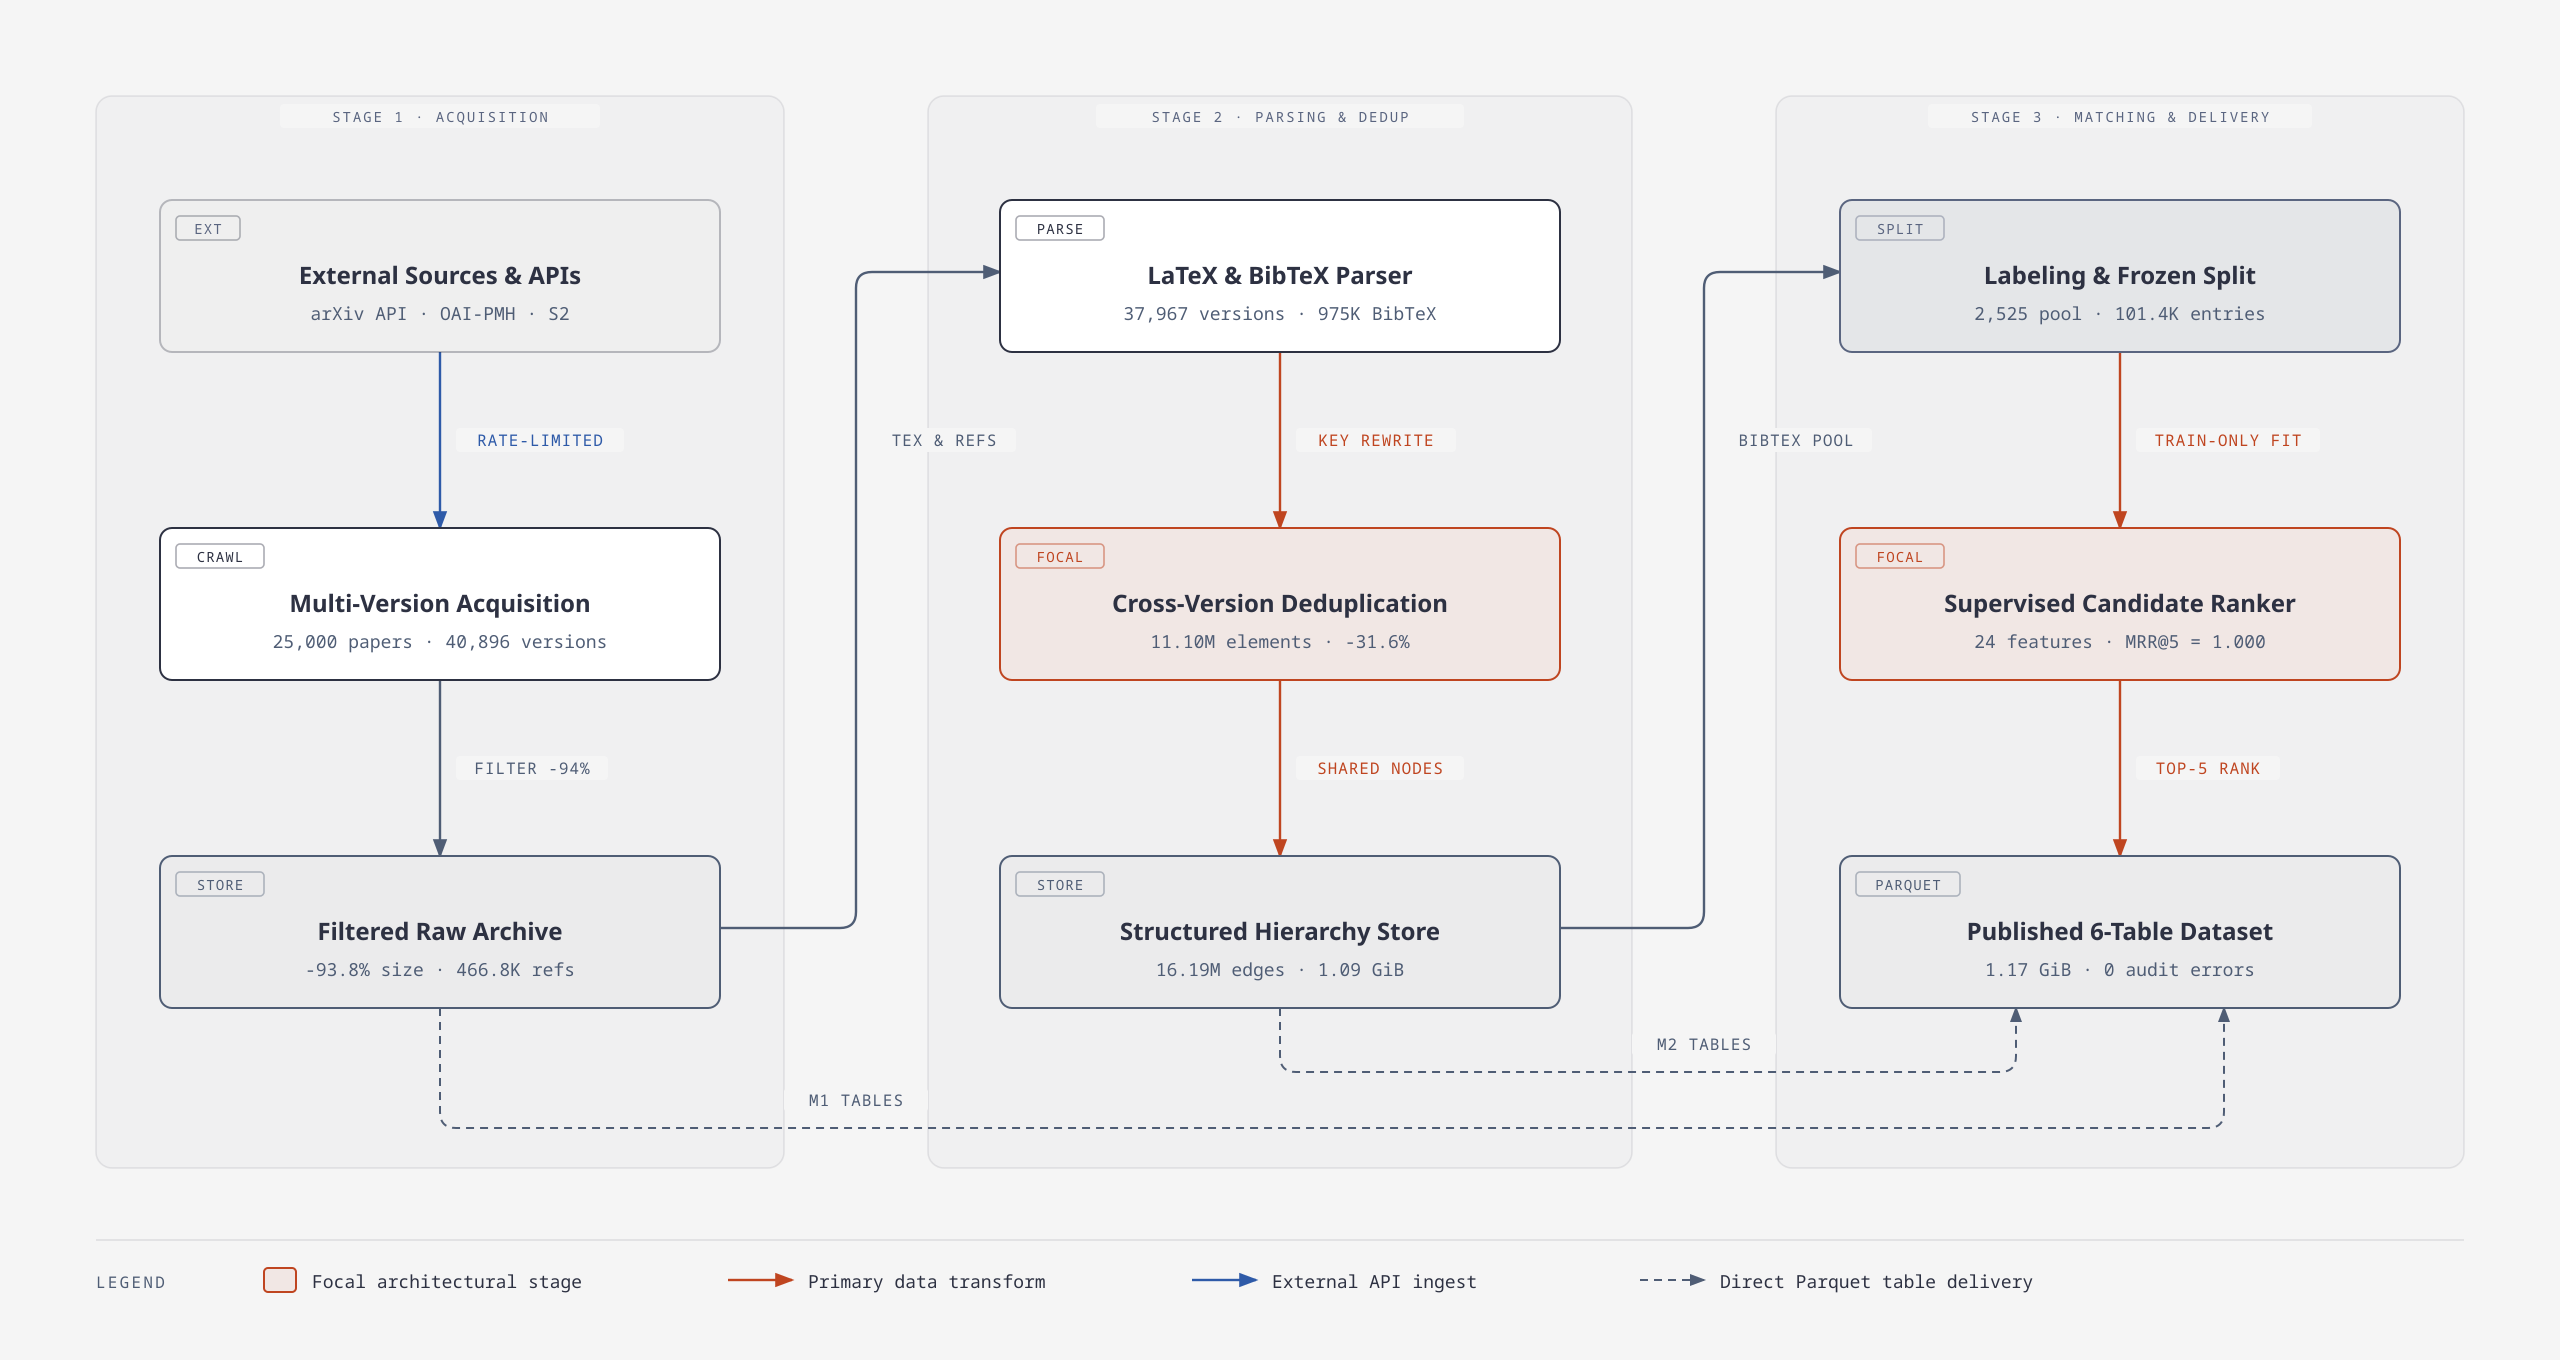 STAGE 1 · ACQUISITION
EXT
External Sources & APIs
arXiv API · OAI-PMH · S2
RATE-LIMITED
CRAWL
Multi-Version Acquisition
25,000 papers · 40,896 versions
FILTER -94%
STORE
Filtered Raw Archive
-93.8% size · 466.8K refs
TEX & REFS
M1 TABLES
STAGE 2 · PARSING & DEDUP
PARSE
LaTeX & BibTeX Parser
37,967 versions · 975K BibTeX
KEY REWRITE
FOCAL
Cross-Version Deduplication
11.10M elements · -31.6%
SHARED NODES
STORE
Structured Hierarchy Store
16.19M edges · 1.09 GiB
BIBTEX POOL
M2 TABLES
STAGE 3 · MATCHING & DELIVERY
SPLIT
Labeling & Frozen Split
2,525 pool · 101.4K entries
TRAIN-ONLY FIT
FOCAL
Supervised Candidate Ranker
24 features · MRR@5 = 1.000
TOP-5 RANK
PARQUET
Published 6-Table Dataset
1.17 GiB · 0 audit errors
LEGEND
Focal architectural stage
Primary data transform
External API ingest
Direct Parquet table delivery